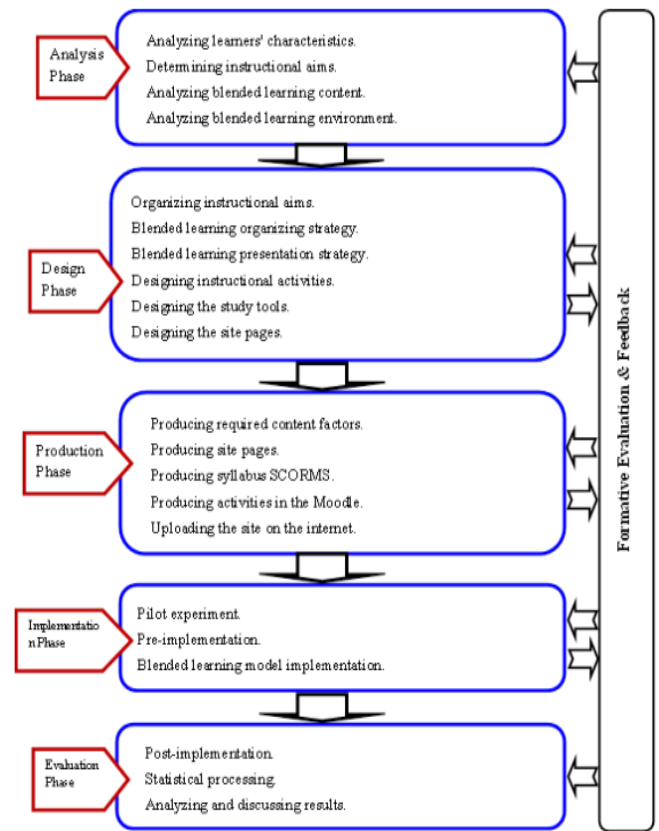 Analysis
Phase
Analyzing learners' characteristics.
Determining instructional aims.
Analyzing blended learning content.
Analyzing blended learning environment.
Design
Phase
Organizing instructional aims.
Blended learning organizing strategy.
Blended learning presentation strategy.
Designing instructional activities.
Designing the study tools.
Designing the site pages.
Production
Phase
Producing required content factors.
Producing site pages.
Producing syllabus SCORMS.
Producing activities in the Moodle.
Uploading the site on the internet.
Implementatio
n Phase
Pilot experiment.
Pre-implementation.
Blended learning model implementation.
Evaluation
Phase
Post-implementation.
Statistical processing.
Analyzing and discussing results.
Formative Evaluation & Feedback